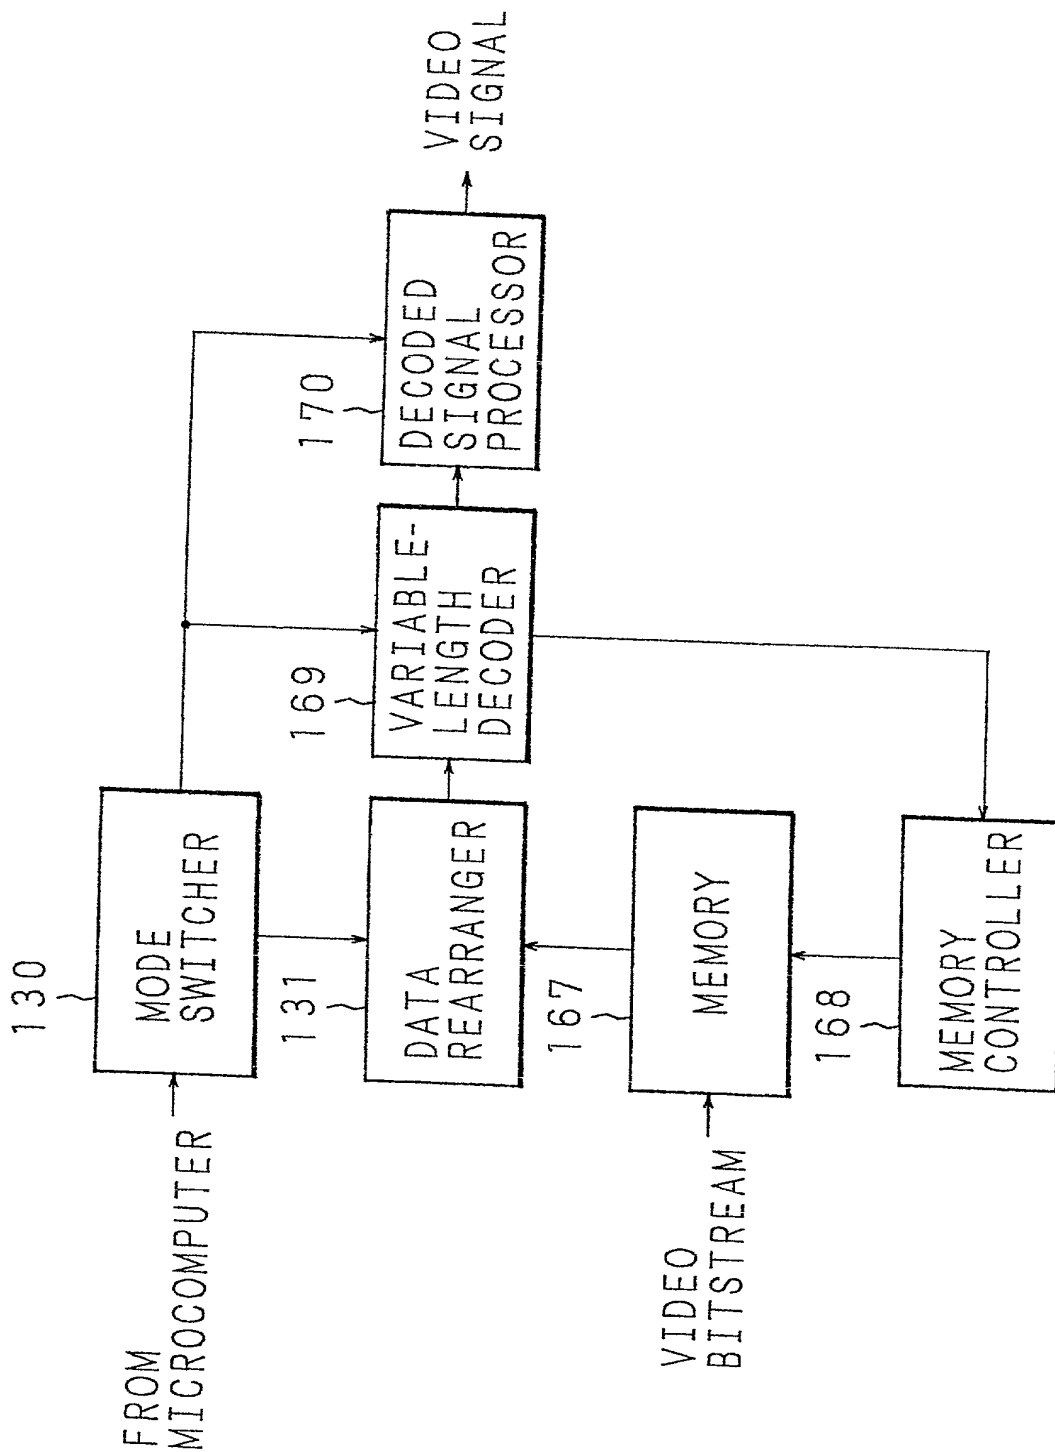 FROM
MICROCOMPUTER
130
MODE
SWITCHER
131
DATA
REARRANGER
169
VARIABLE-
LENGTH
DECODER
170
DECODED
SIGNAL
PROCESSOR
VIDEO
SIGNAL
VIDEO
BITSTREAM
167
MEMORY
168
MEMORY
CONTROLLER